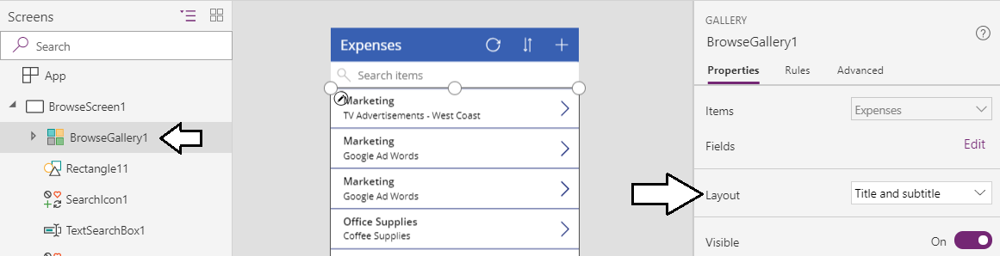 Screens
Search
App
BrowseScreen1
BrowseGallery1
Rectangle11
SearchIcon1
TextSearchBox1
Expenses
Search items
Marketing
TV Advertisements - West Coast
Marketing
Google Ad Words
Marketing
Google Ad Words
Office Supplies
Coffee Supplies
GALLERY
BrowseGallery1
Properties Rules Advanced
Items Expenses
Fields Edit
Layout Title and subtitle
Visible On